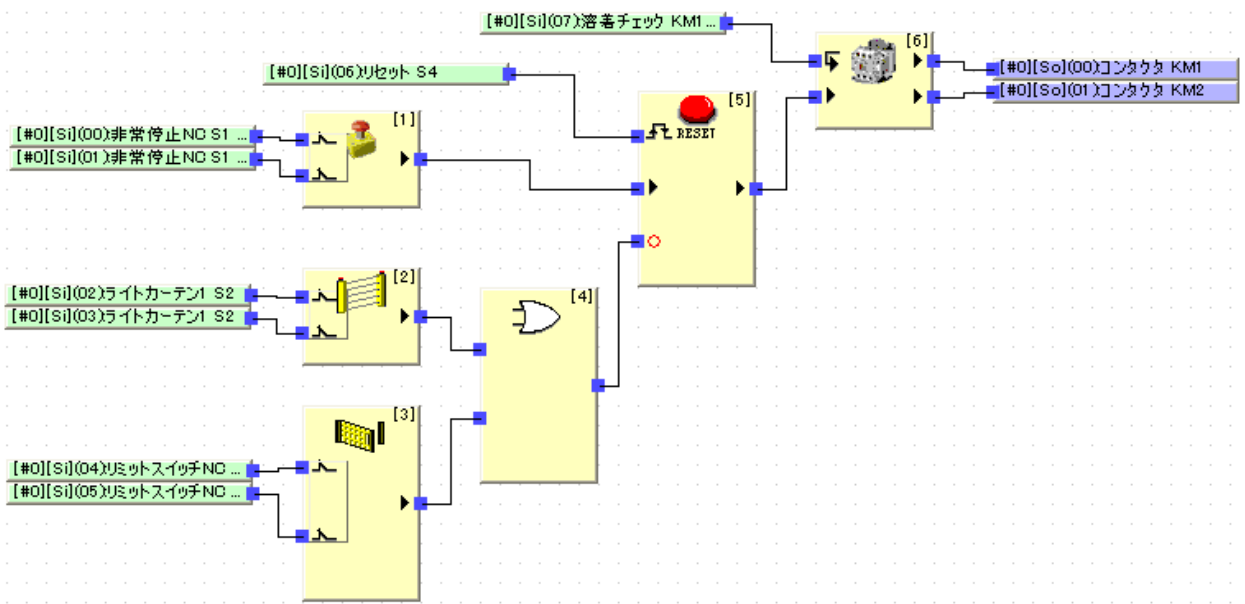 [#0][Si](07)溶着チェック KM1...
[6]
[#0][So](00)コンタクタ KM1
[#0][So](01)コンタクタ KM2
[#0][Si](06)リセット S4
[5]
RESET
[#0][Si](00)非常停止NC S1 ...
[#0][Si](01)非常停止NC S1 ...
[1]
[#0][Si](02)ライトカーテン1 S2
[#0][Si](03)ライトカーテン1 S2
[2]
[4]
[3]
[#0][Si](04)リミットスイッチNC ...
[#0][Si](05)リミットスイッチNC ...